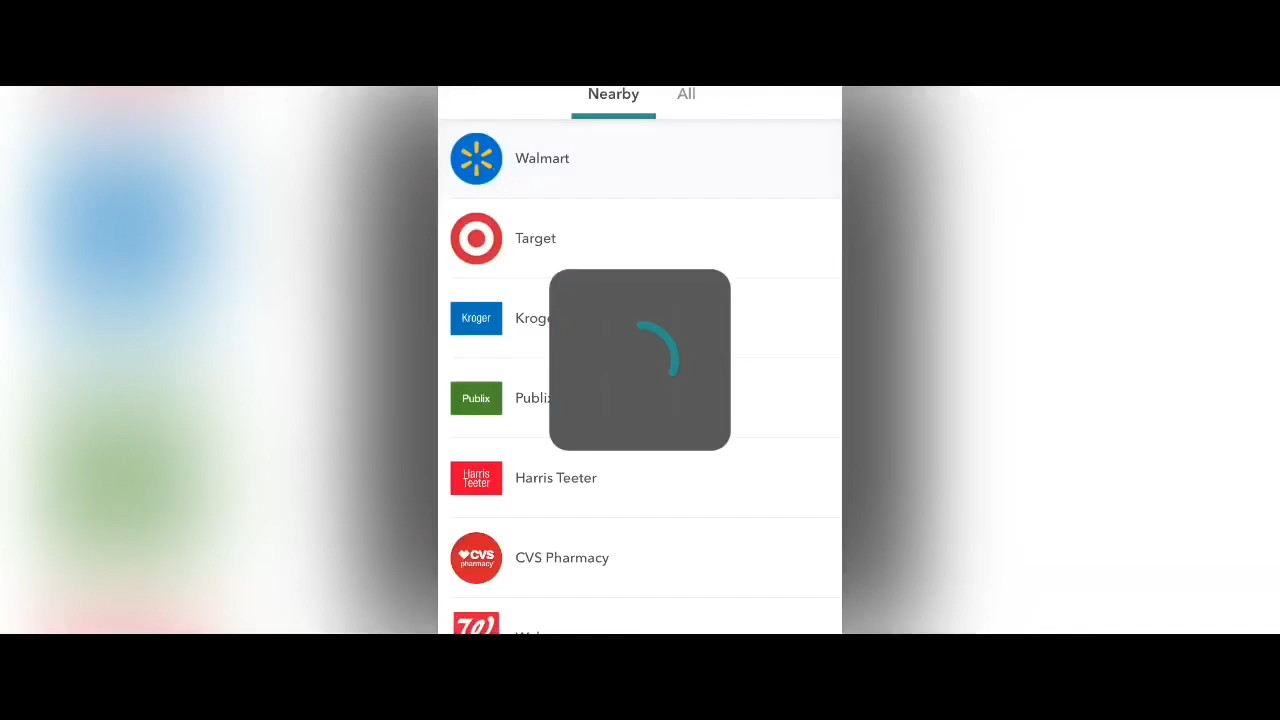 Nearby All
Walmart
Target
Kroger Kroge
Publix Publi
Harris
Teeter
Harris Teeter
CVS
pharmacy
CVS Pharmacy